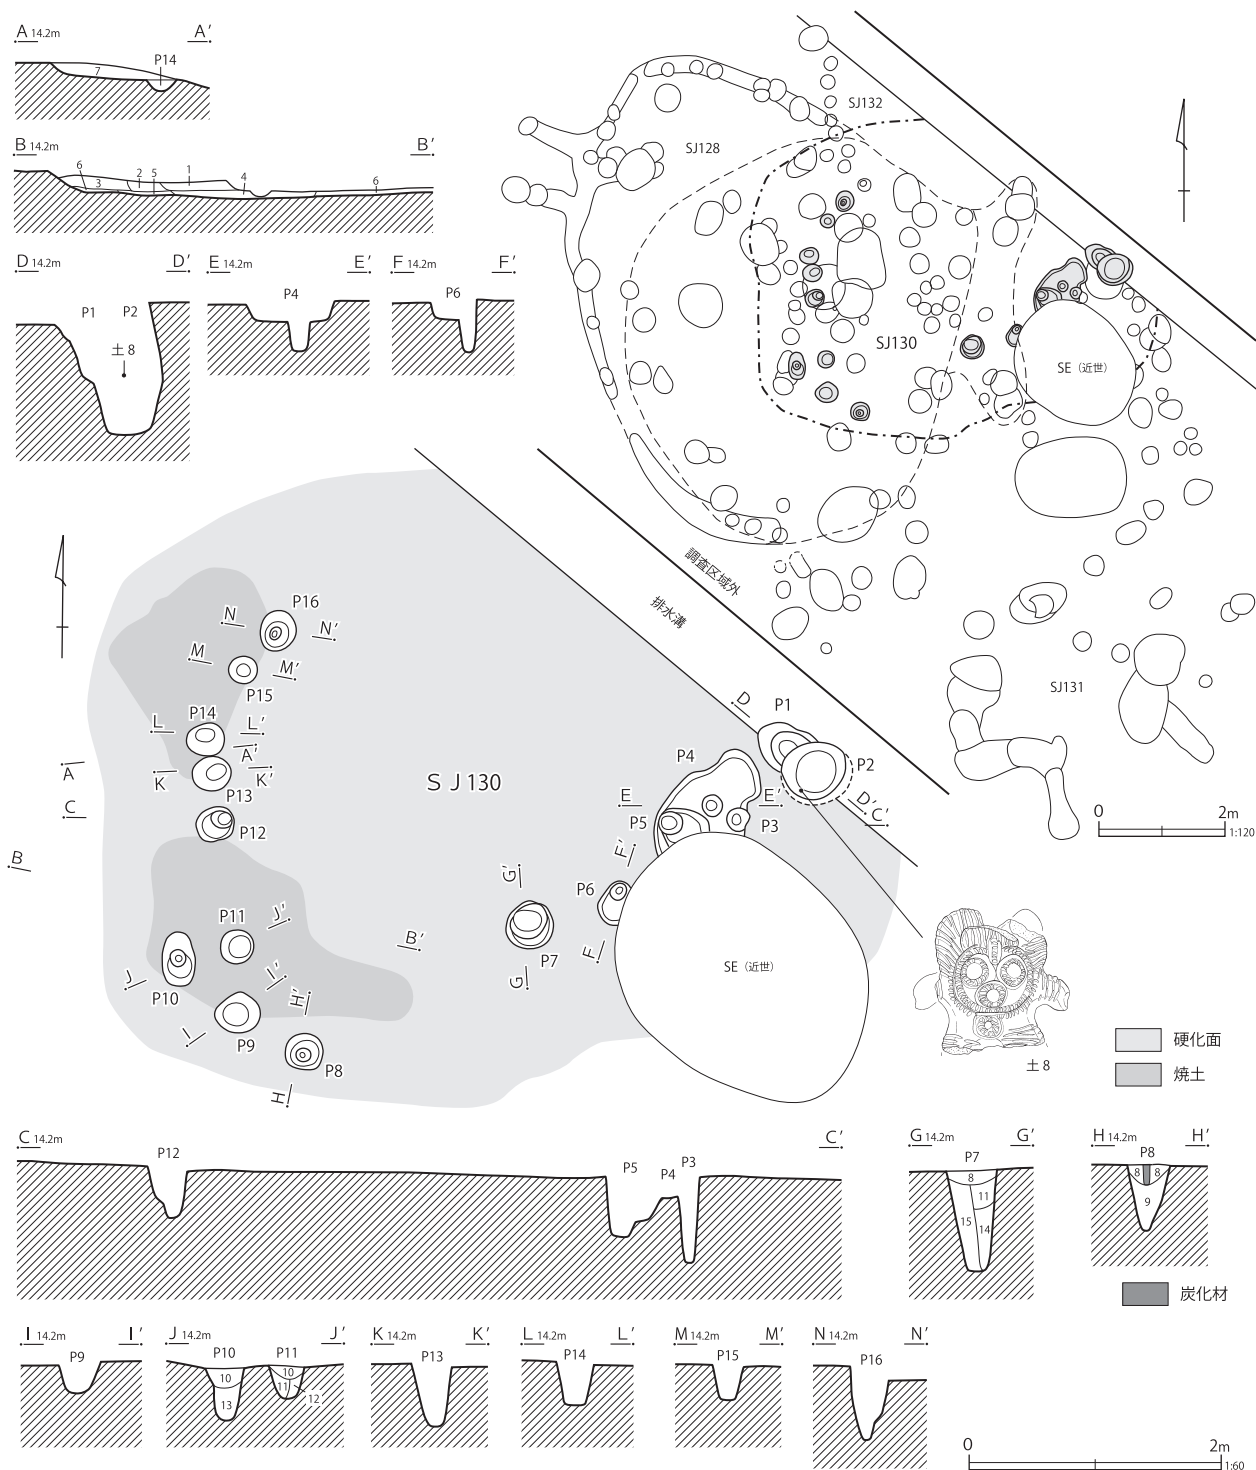 A 14.2m A′
P14
7
B 14.2m B′
6 3 2 5 1 4 6
D 14.2m D′
P1 P2
土8
E 14.2m E′
P4
F 14.2m F′
P6
SJ132
SJ128
SJ130
SE（近世）
SJ131
0 2m
1:120
調査区域外
排水溝
N P16 N′
M M′
P15
L P14 L′
A A′
K K′
P13
C
P12
B
S J 130
D P1
P4 P2
E E′ D′
P5 P3 C′
F′
G′ P6
P11 J′
B′
F
P7
G
J P10 I′
H′
I P9
P8
H
SE（近世）
土8
硬化面
焼土
C 14.2m C′
P12 P5 P4 P3
G 14.2m G′
P7
8
11
15 14
H 14.2m H′
P8
8 8
9
炭化材
I 14.2m I′
P9
J 14.2m J′
P10 P11
10 10
11 12
13
K 14.2m K′
P13
L 14.2m L′
P14
M 14.2m M′
P15
N 14.2m N′
P16
0 2m
1:60